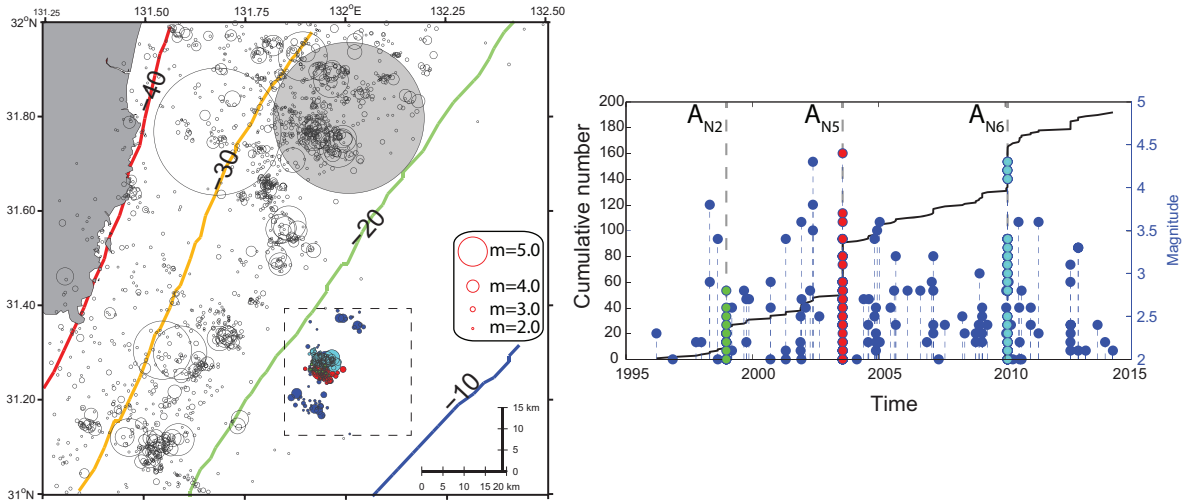 131.25 131.50 131.75 132°E 132.25 132.50
32°N
31.80
31.60
31.40
31.20
31°N
−40
−30
−20
−10
m=5.0
m=4.0
m=3.0
m=2.0
15 km
10
5
0
0 5 10 15 20 km
A_N2 A_N5 A_N6
Cumulative number
200
180
160
140
120
100
80
60
40
20
0
1995 2000 2005 2010 2015
Time
5
4.5
4
3.5
3
2.5
2
Magnitude